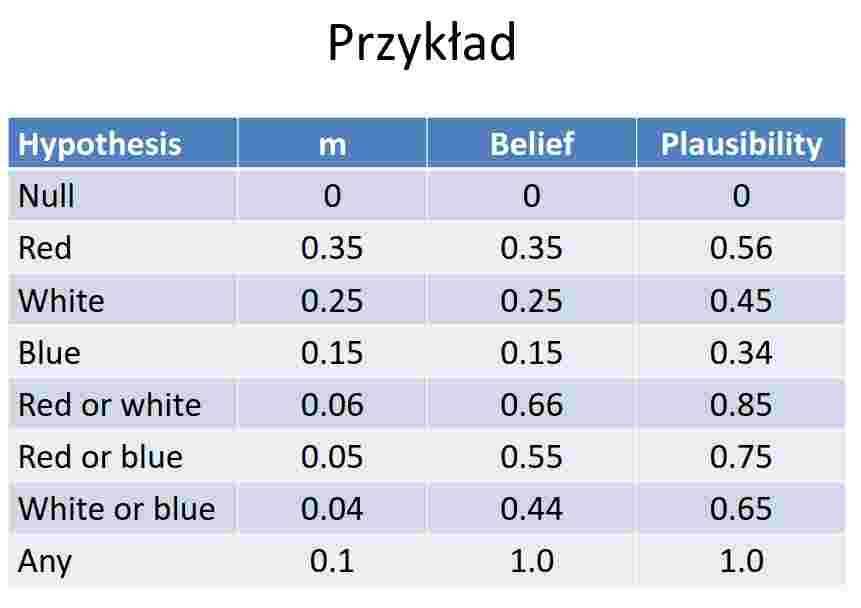 Przykład
Hypothesis m Belief Plausibility
Null 0 0 0
Red 0.35 0.35 0.56
White 0.25 0.25 0.45
Blue 0.15 0.15 0.34
Red or white 0.06 0.66 0.85
Red or blue 0.05 0.55 0.75
White or blue 0.04 0.44 0.65
Any 0.1 1.0 1.0